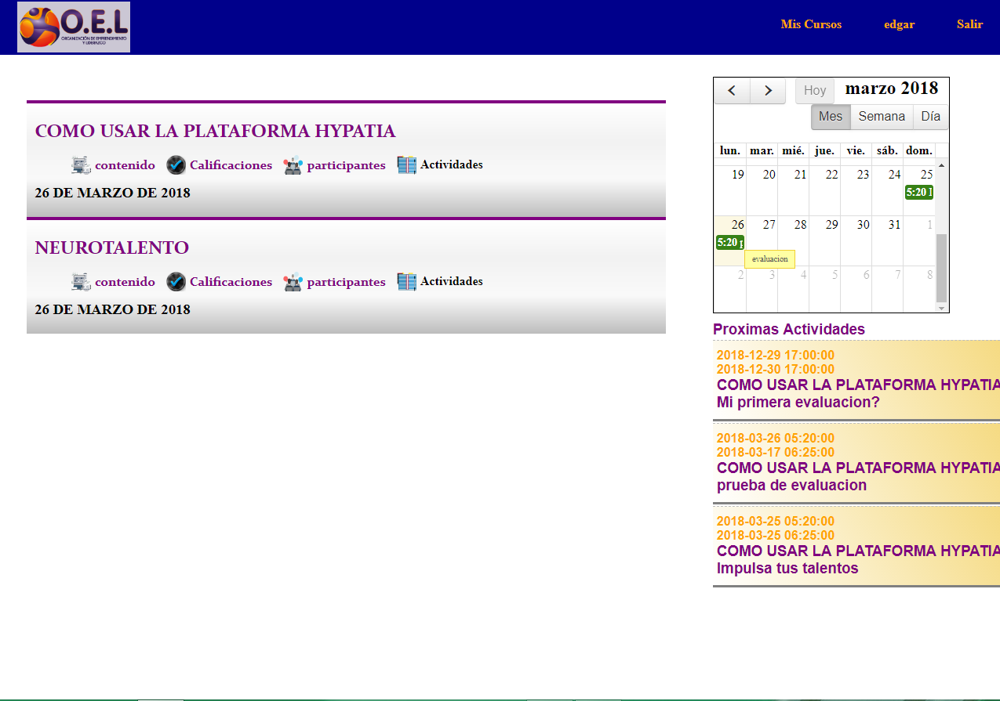 O.E.L
ORGANIZACIÓN DE EMPRENDIMIENTO
Y LIDERAZGO
Mis Cursos edgar Salir
COMO USAR LA PLATAFORMA HYPATIA
contenido Calificaciones participantes Actividades
26 DE MARZO DE 2018
NEUROTALENTO
contenido Calificaciones participantes Actividades
26 DE MARZO DE 2018
Hoy marzo 2018
Mes Semana Día
lun. mar. mié. jue. vie. sáb. dom.
19 20 21 22 23 24 25
5:20
26 27 28 29 30 31 1
5:20
evaluacion
2 3 4 5 6 7 8
Proximas Actividades
2018-12-29 17:00:00
2018-12-30 17:00:00
COMO USAR LA PLATAFORMA HYPATIA
Mi primera evaluacion?
2018-03-26 05:20:00
2018-03-17 06:25:00
COMO USAR LA PLATAFORMA HYPATIA
prueba de evaluacion
2018-03-25 05:20:00
2018-03-25 06:25:00
COMO USAR LA PLATAFORMA HYPATIA
Impulsa tus talentos